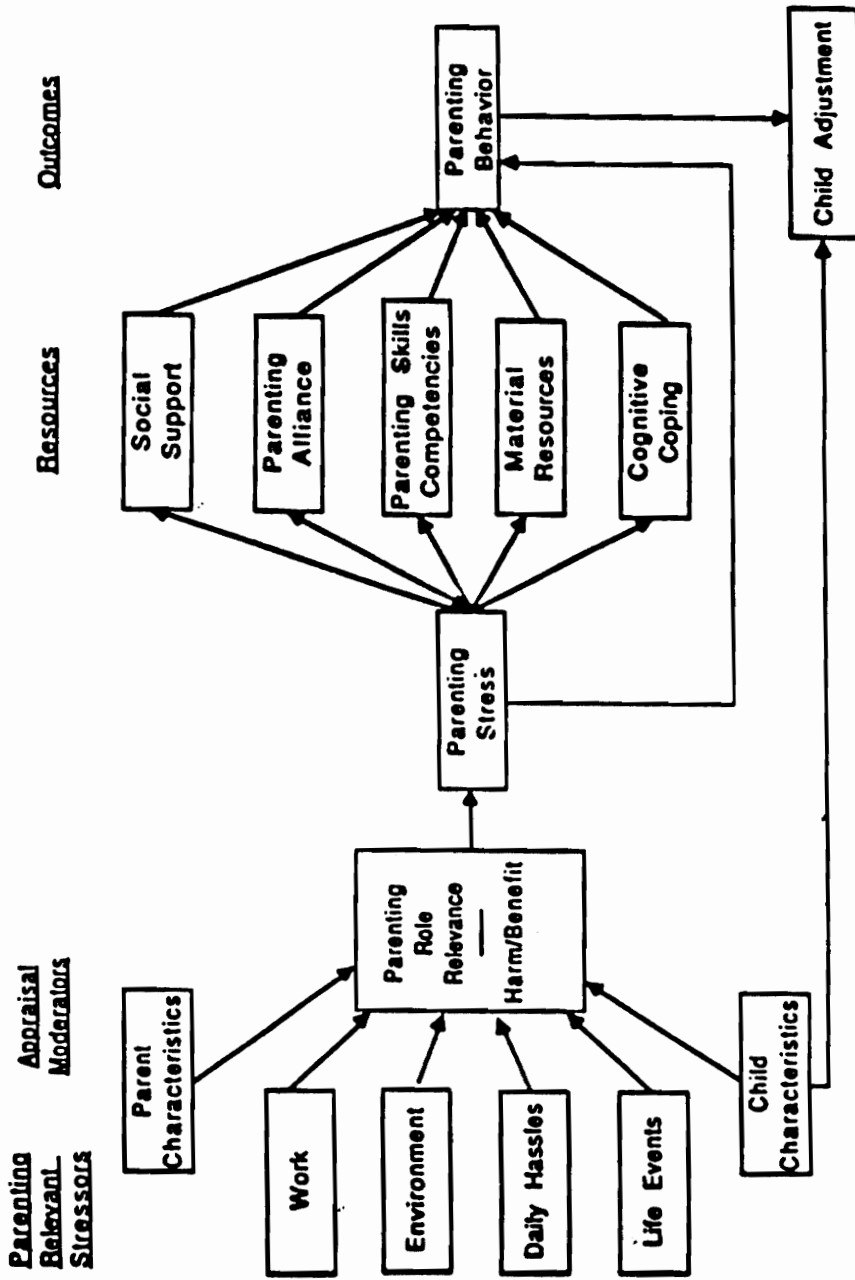 Parenting
Relevant
Stressors
Appraisal
Moderators
Resources
Outcomes
Parent
Characteristics
Work
Environment
Daily Hassles
Life Events
Child
Characteristics
Parenting
Role
Relevance
Harm/Benefit
Parenting
Stress
Social
Support
Parenting
Alliance
Parenting Skills
Competencies
Material
Resources
Cognitive
Coping
Parenting
Behavior
Child Adjustment